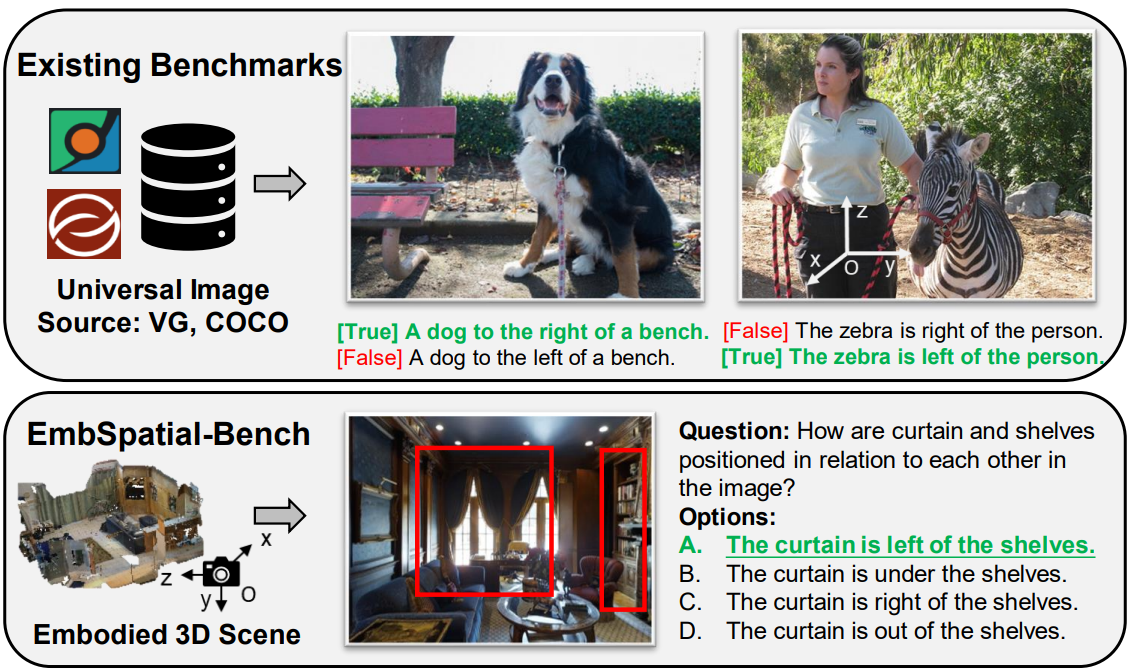 Existing Benchmarks
Universal Image
Source: VG, COCO
[True] A dog to the right of a bench.
[False] A dog to the left of a bench.
z
x
O
y
[False] The zebra is right of the person.
[True] The zebra is left of the person.
EmbSpatial-Bench
x
z
y
O
Embodied 3D Scene
Question: How are curtain and shelves
positioned in relation to each other in
the image?
Options:
A. The curtain is left of the shelves.
B. The curtain is under the shelves.
C. The curtain is right of the shelves.
D. The curtain is out of the shelves.